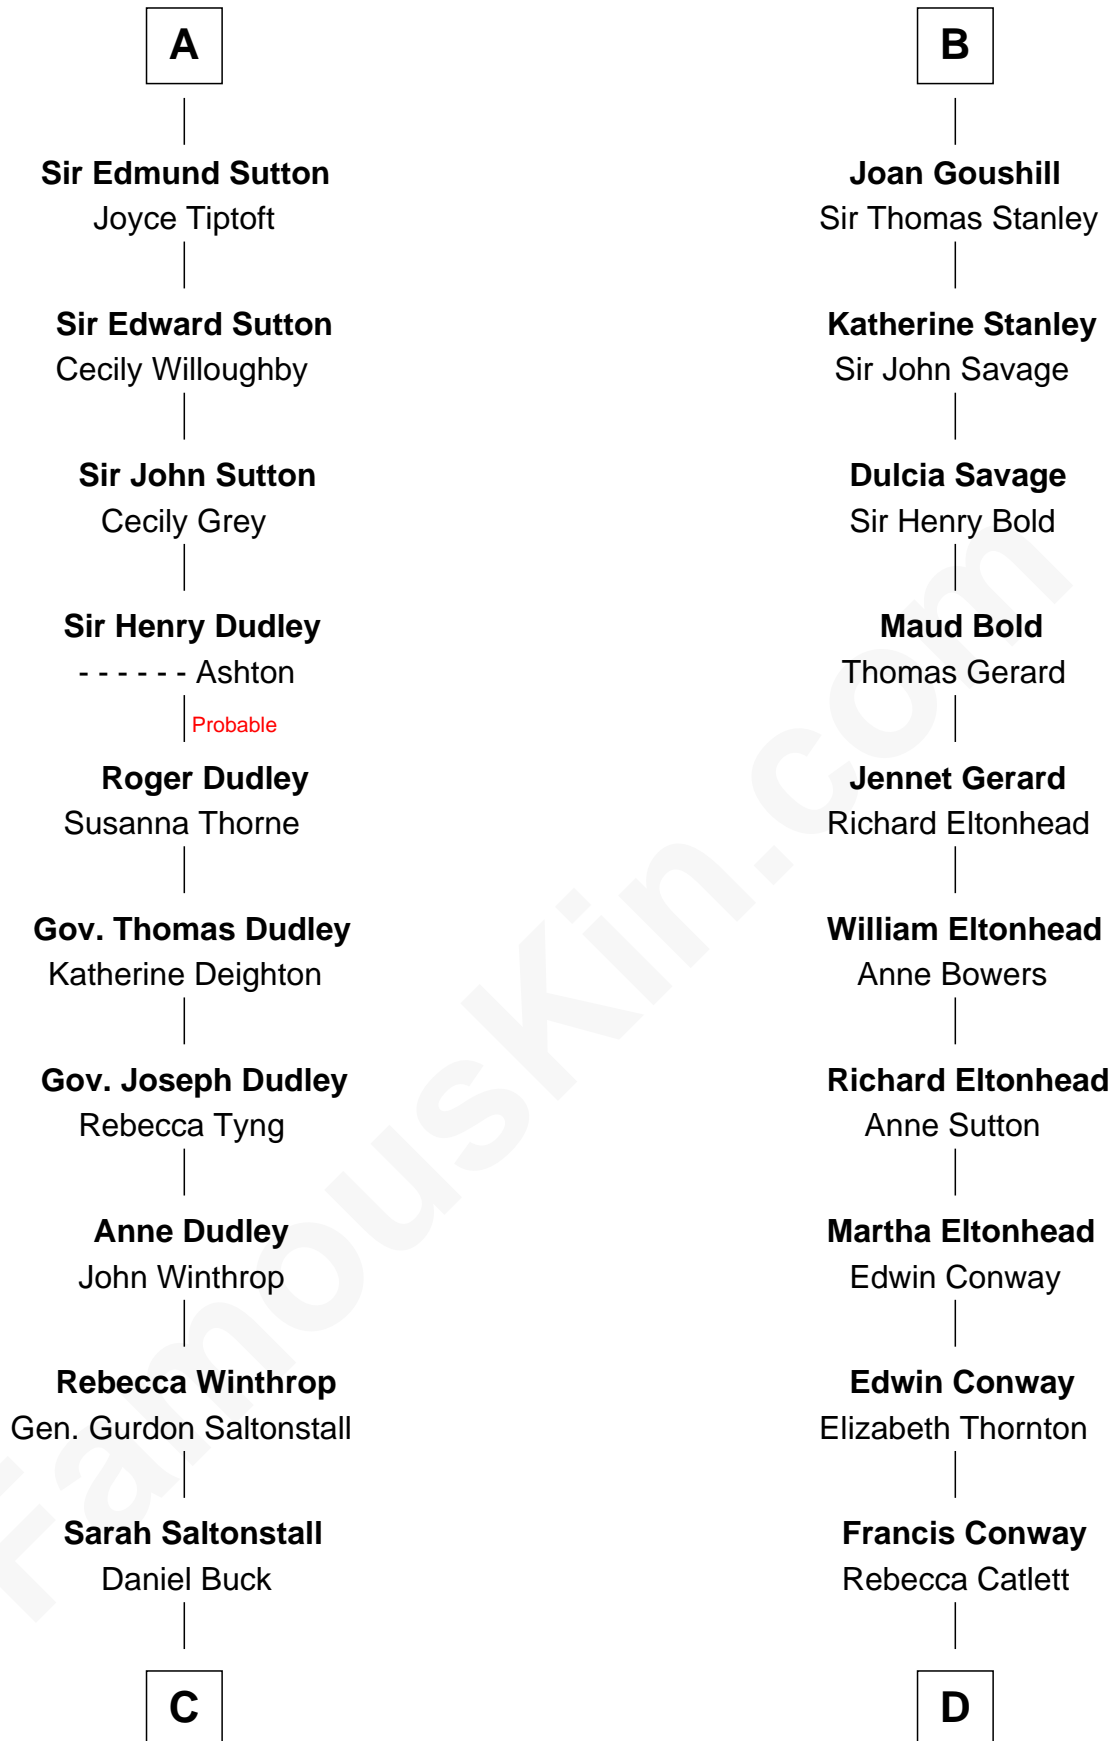 A
Sir Edmund Sutton
Joyce Tiptoft
Sir Edward Sutton
Cecily Willoughby
Sir John Sutton
Cecily Grey
Sir Henry Dudley
- - - - - - Ashton
Probable
Roger Dudley
Susanna Thorne
Gov. Thomas Dudley
Katherine Deighton
Gov. Joseph Dudley
Rebecca Tyng
Anne Dudley
John Winthrop
Rebecca Winthrop
Gen. Gurdon Saltonstall
Sarah Saltonstall
Daniel Buck
C
B
Joan Goushill
Sir Thomas Stanley
Katherine Stanley
Sir John Savage
Dulcia Savage
Sir Henry Bold
Maud Bold
Thomas Gerard
Jennet Gerard
Richard Eltonhead
William Eltonhead
Anne Bowers
Richard Eltonhead
Anne Sutton
Martha Eltonhead
Edwin Conway
Edwin Conway
Elizabeth Thornton
Francis Conway
Rebecca Catlett
D
FamousKin.com